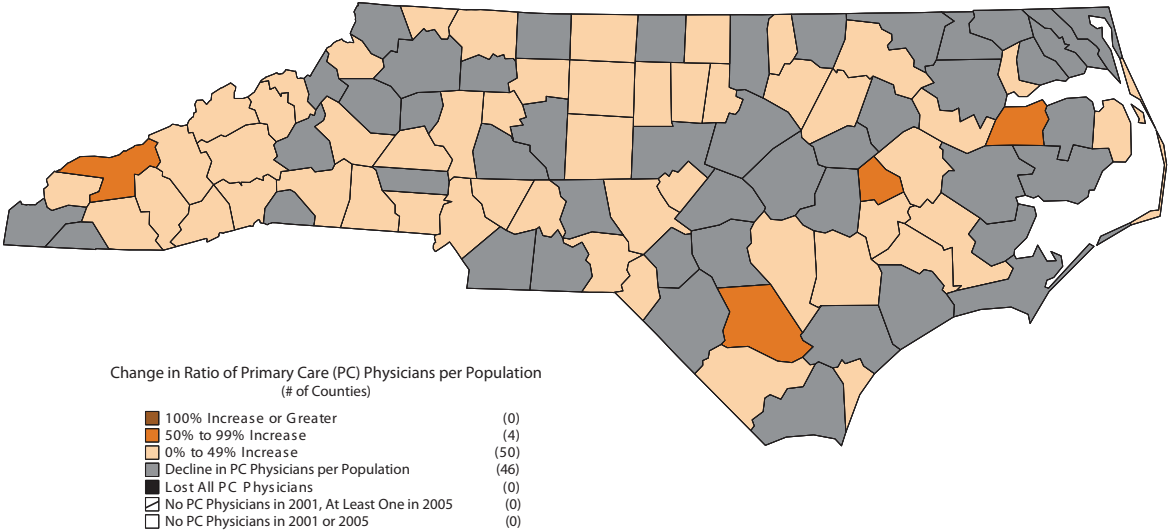 Change in Ratio of Primary Care (PC) Physicians per Population
(# of Counties)
100% Increase or Greater (0)
50% to 99% Increase (4)
0% to 49% Increase (50)
Decline in PC Physicians per Population (46)
Lost All PC Physicians (0)
No PC Physicians in 2001, At Least One in 2005 (0)
No PC Physicians in 2001 or 2005 (0)